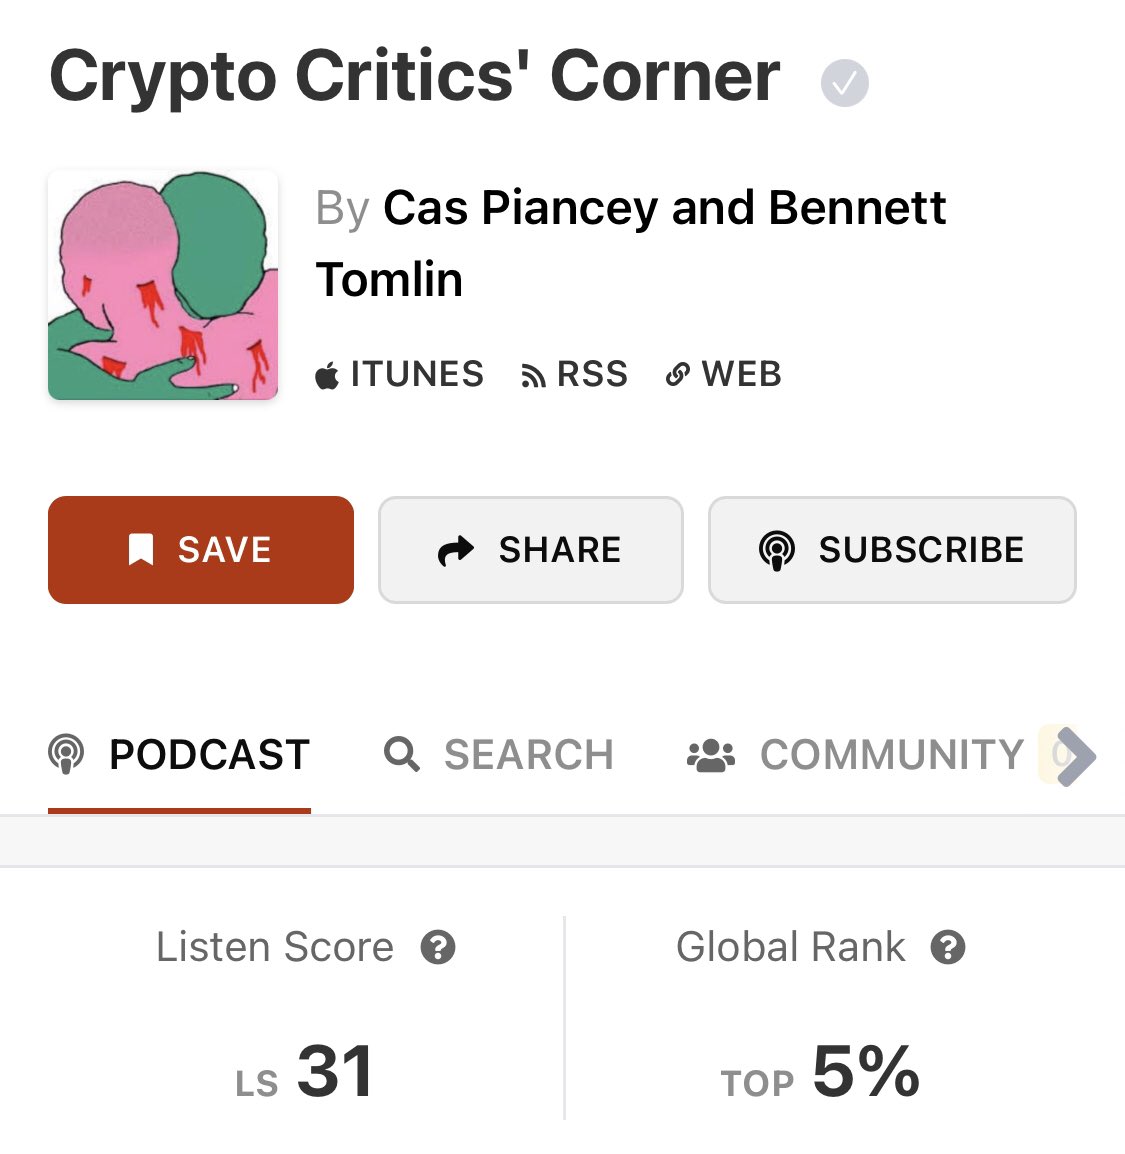 Crypto Critics' Corner
By Cas Piancey and Bennett
Tomlin
ITUNES RSS WEB
SAVE SHARE SUBSCRIBE
PODCAST SEARCH COMMUNITY 0
Listen Score Global Rank
LS 31 TOP 5%